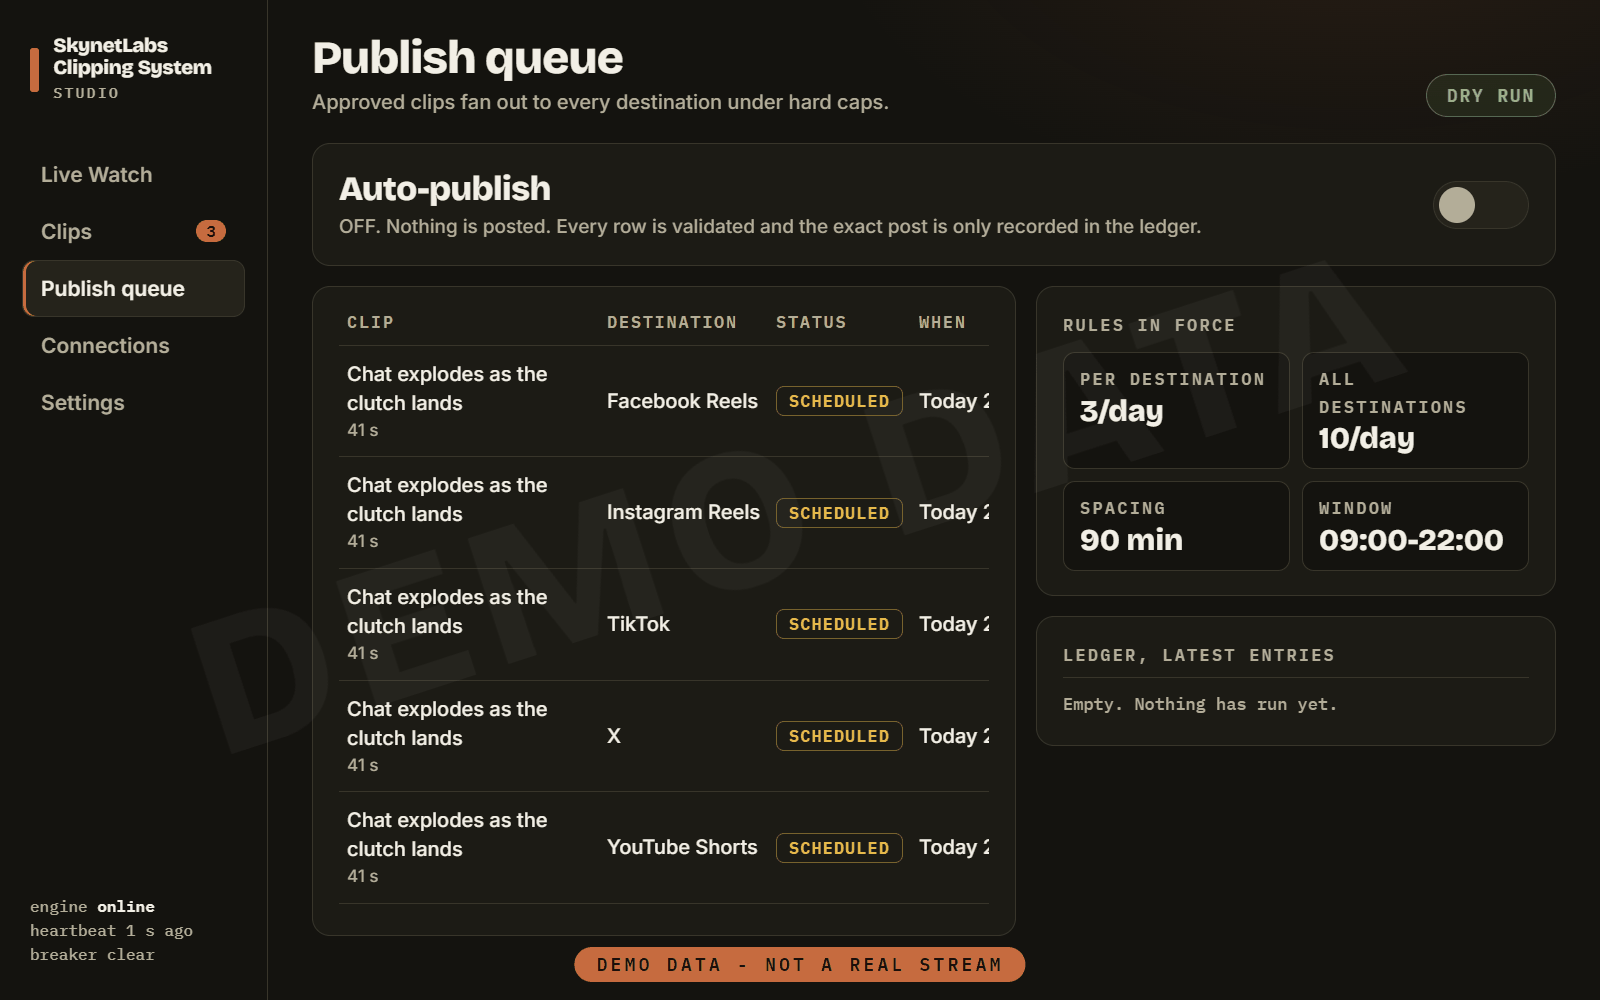 SkynetLabs
Clipping System
STUDIO
Live Watch
Clips 3
Publish queue
Connections
Settings
engine online
heartbeat 1 s ago
breaker clear
Publish queue
Approved clips fan out to every destination under hard caps.
DRY RUN
Auto-publish
OFF. Nothing is posted. Every row is validated and the exact post is only recorded in the ledger.
CLIP DESTINATION STATUS WHEN
Chat explodes as the
clutch lands
41 s
Facebook Reels SCHEDULED Today
Chat explodes as the
clutch lands
41 s
Instagram Reels SCHEDULED Today
Chat explodes as the
clutch lands
41 s
TikTok SCHEDULED Today
Chat explodes as the
clutch lands
41 s
X SCHEDULED Today
Chat explodes as the
clutch lands
41 s
YouTube Shorts SCHEDULED Today
RULES IN FORCE
PER DESTINATION
3/day
ALL
DESTINATIONS
10/day
SPACING
90 min
WINDOW
09:00-22:00
LEDGER, LATEST ENTRIES
Empty. Nothing has run yet.
DEMO DATA
DEMO DATA - NOT A REAL STREAM